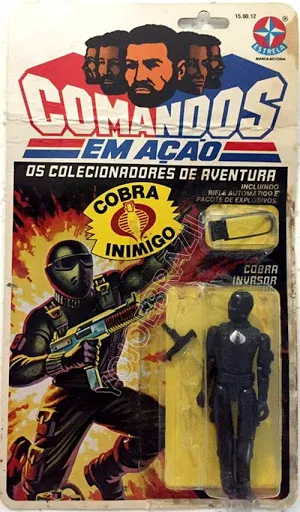 15.00.12
ESTRELA
MARCA NOTÓRIA
COMANDOS
EM AÇÃO
OS COLECIONADORES DE AVENTURA
COBRA
INIMIGO
INCLUINDO
RIFLE AUTOMÁTICO E
PACOTE DE EXPLOSIVOS.
COBRA
INVASOR